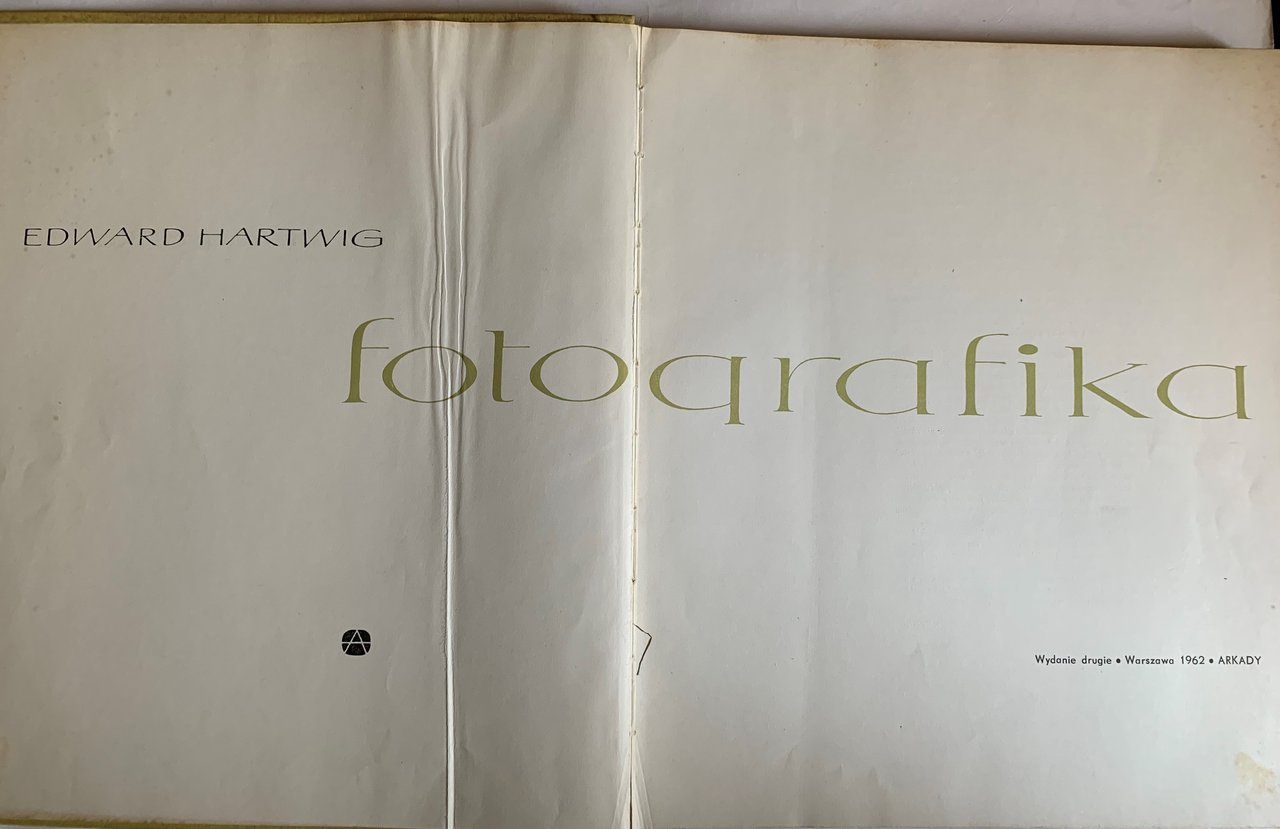 EDWARD HARTWIG
fotografika
A
Wydanie drugie • Warszawa 1962 • ARKADY